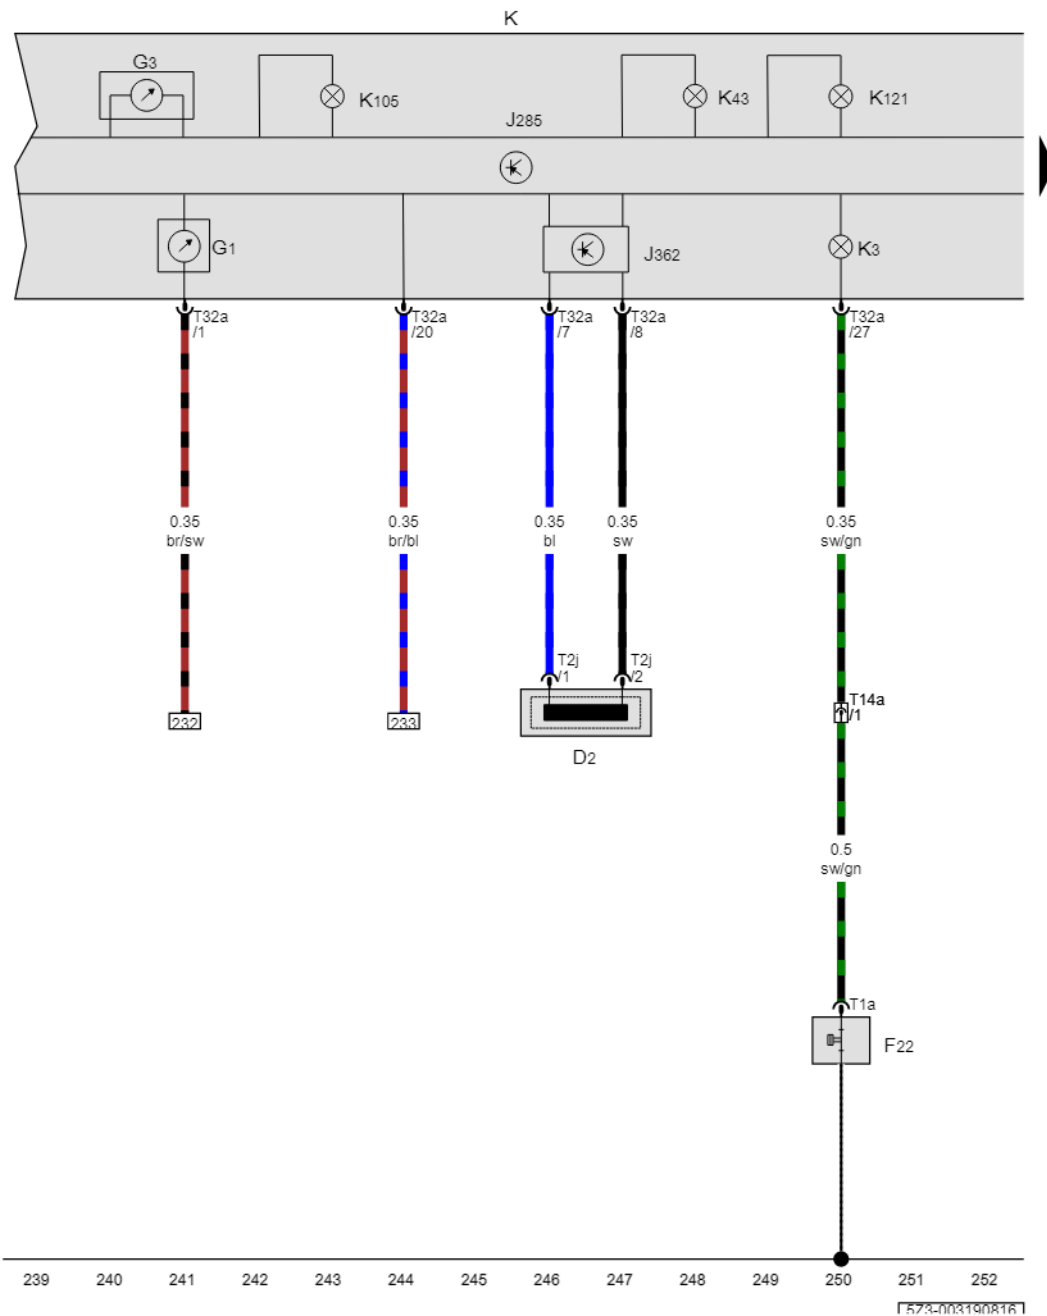 K
G3
K105
K43
K121
J285
G1
J362
K3
T32a
/1
T32a
/20
T32a
/7
T32a
/8
T32a
/27
0.35
br/sw
0.35
br/bl
0.35
bl
0.35
sw
0.35
sw/gn
T2j
/1
T2j
/2
T14a
/1
232
233
D2
0.5
sw/gn
T1a
F22
239 240 241 242 243 244 245 246 247 248 249 250 251 252
573-003190816